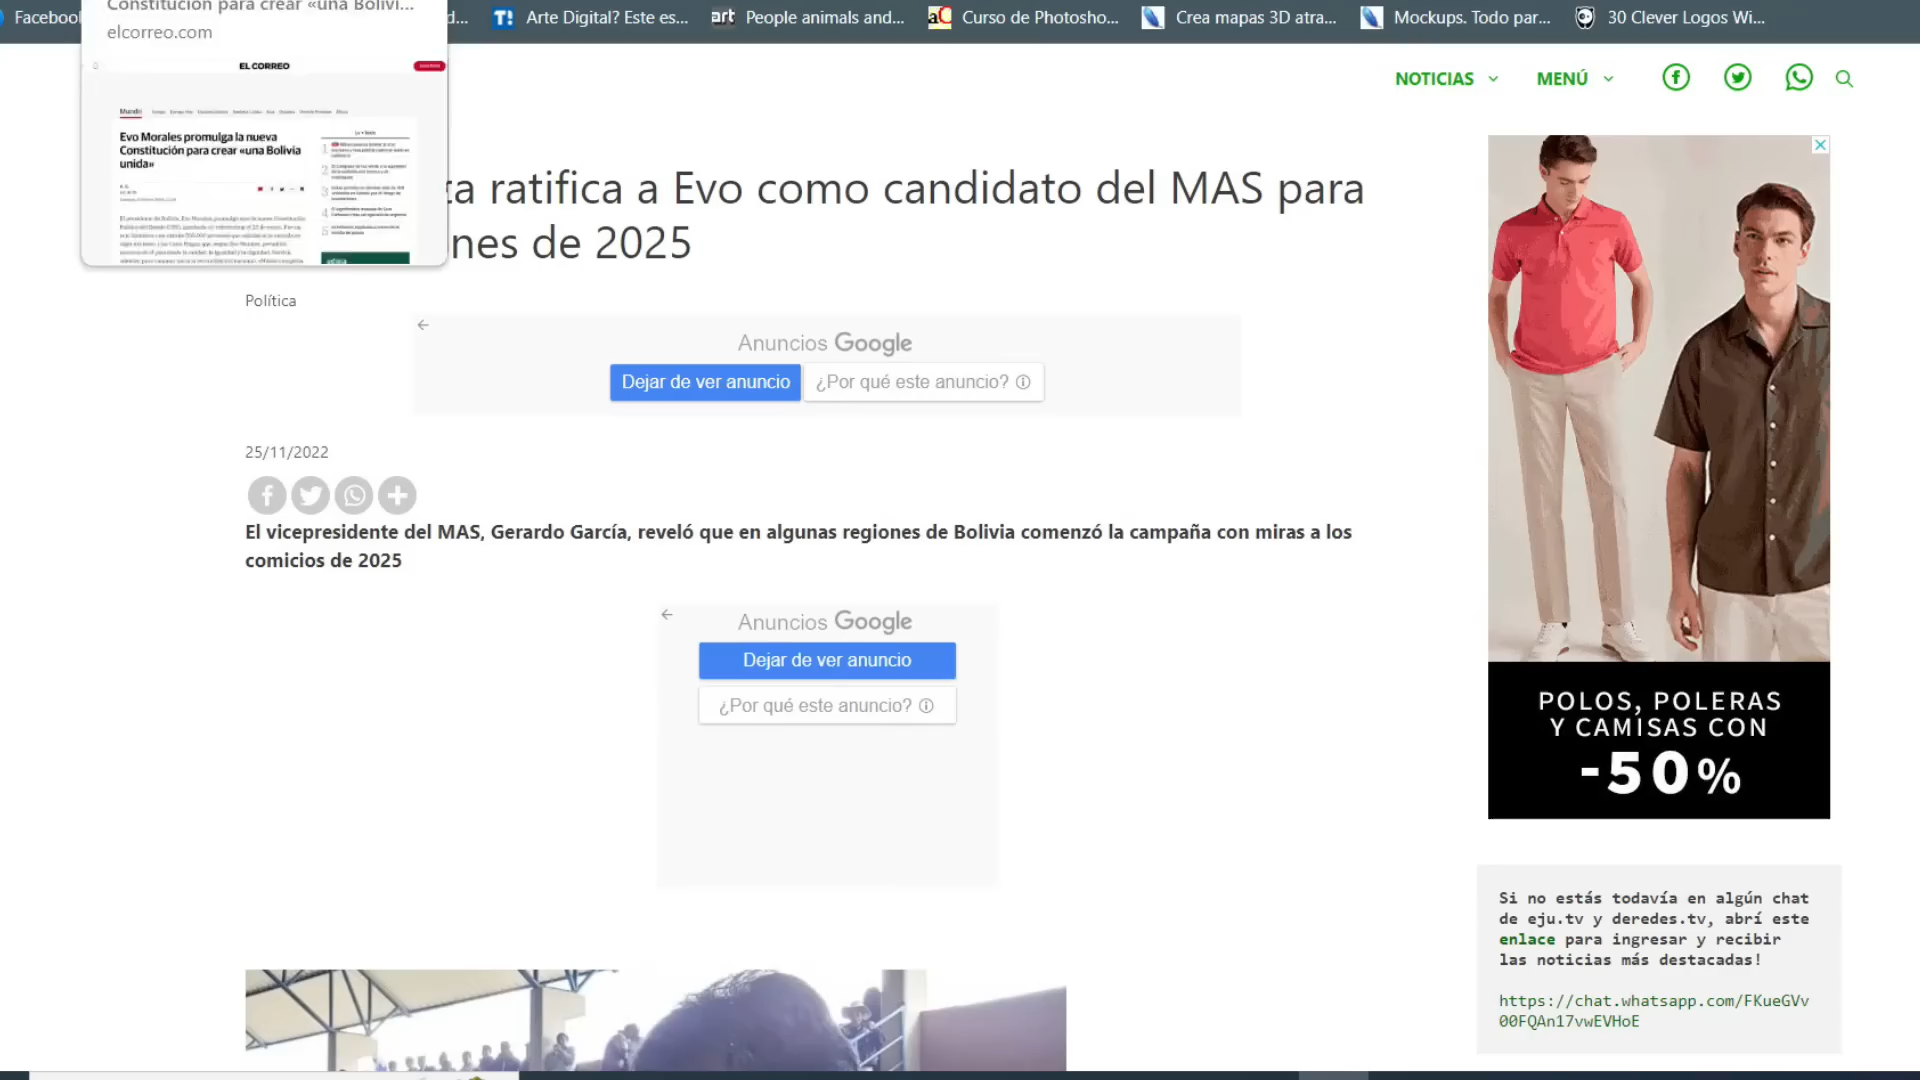 Constitución para crear «una Bolivi...
elcorreo.com
EL CORREO
Mundo
Evo Morales promulga la nueva
Constitución para crear «una Bolivia
unida»
Facebook
d...
T!
Arte Digital? Este es...
art
People animals and...
aC
Curso de Photosho...
Crea mapas 3D atra...
Mockups. Todo par...
30 Clever Logos Wi...
NOTICIAS
MENÚ
ratifica a Evo como candidato del MAS para
nes de 2025
Política
Anuncios Google
Dejar de ver anuncio
¿Por qué este anuncio?
25/11/2022
El vicepresidente del MAS, Gerardo García, reveló que en algunas regiones de Bolivia comenzó la campaña con miras a los
comicios de 2025
Anuncios Google
Dejar de ver anuncio
¿Por qué este anuncio?
POLOS, POLERAS
Y CAMISAS CON
-50%
Si no estás todavía en algún chat
de eju.tv y deredes.tv, abrí este
enlace para ingresar y recibir
las noticias más destacadas!
https://chat.whatsapp.com/FKueGVv
00FQAn17vwEVHoE